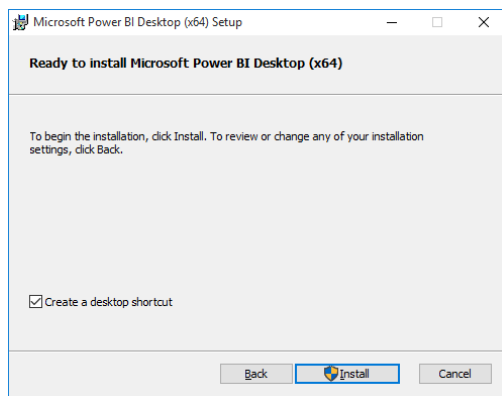 Microsoft Power BI Desktop (x64) Setup
Ready to install Microsoft Power BI Desktop (x64)
To begin the installation, click Install. To review or change any of your installation
settings, click Back.
Create a desktop shortcut
Back Install Cancel